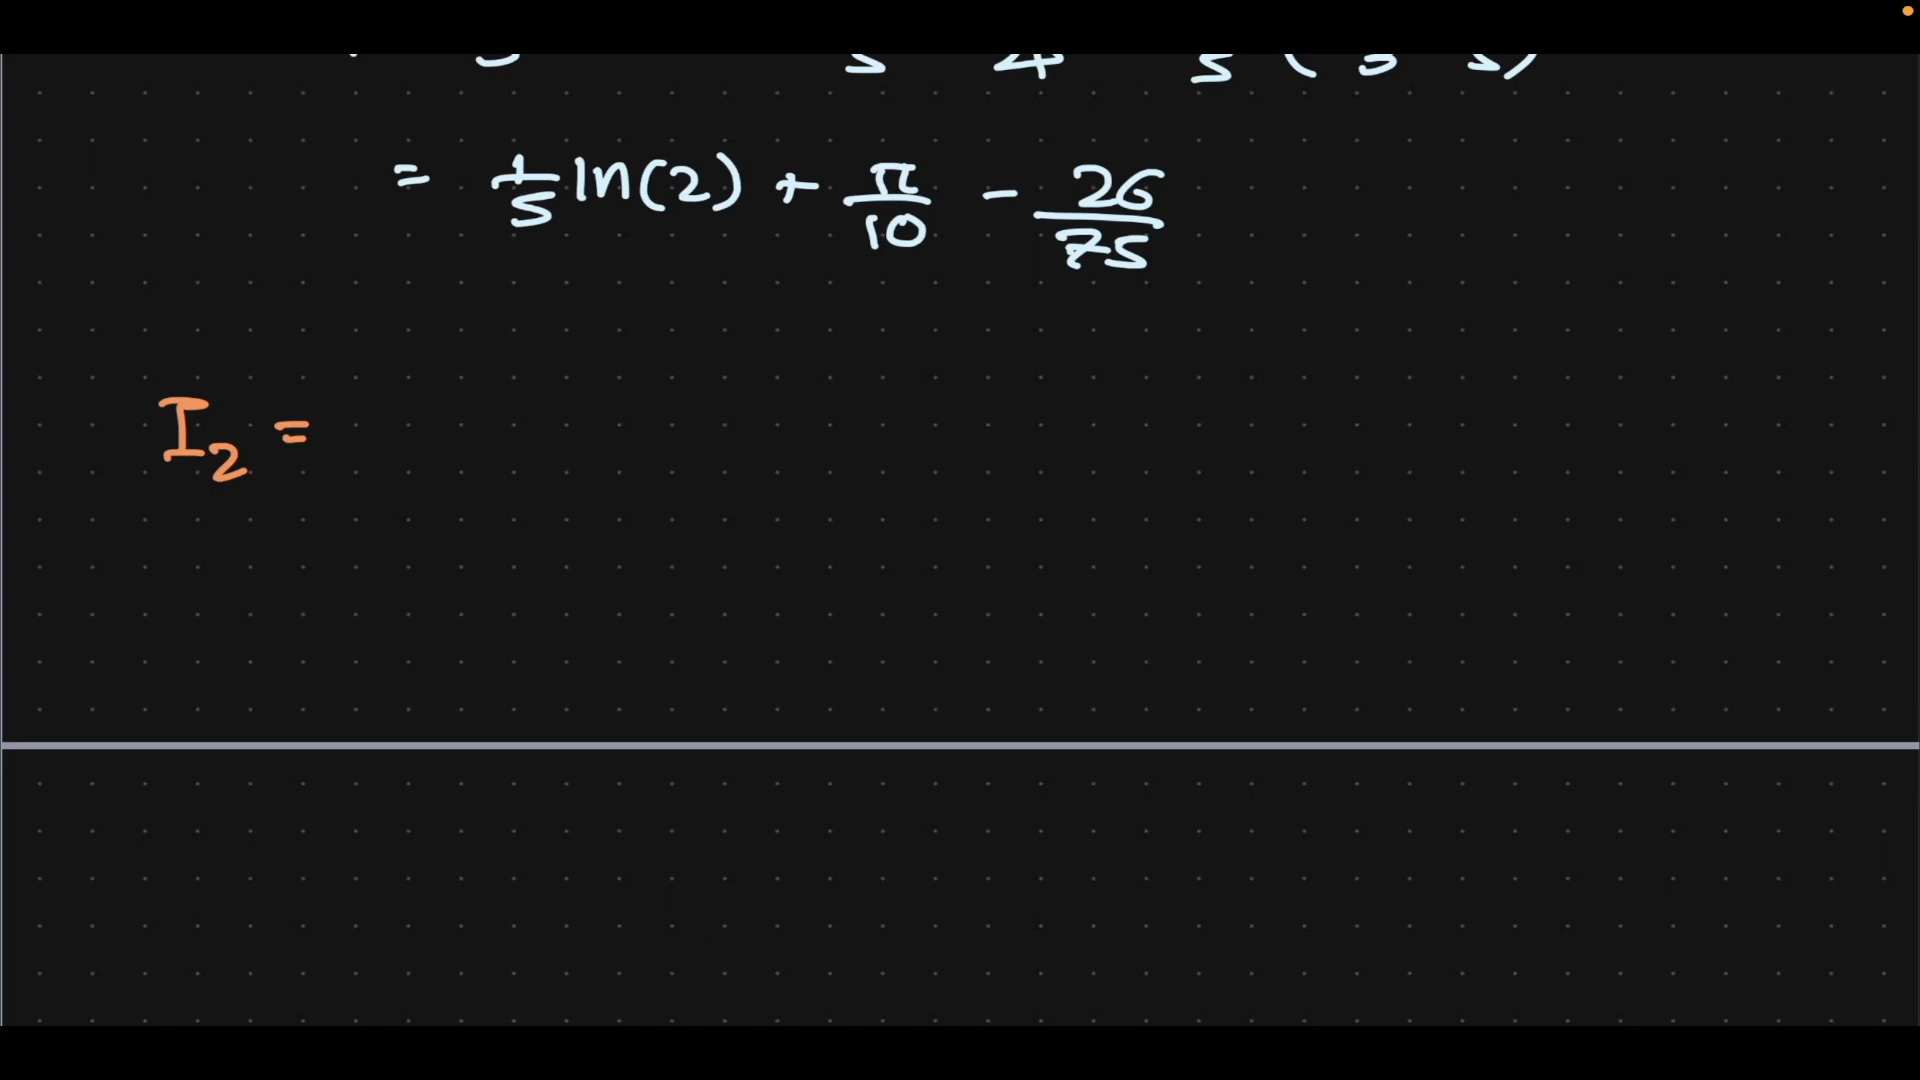 = 1/5 ln(2) + π/10 - 26/75
I₂ =